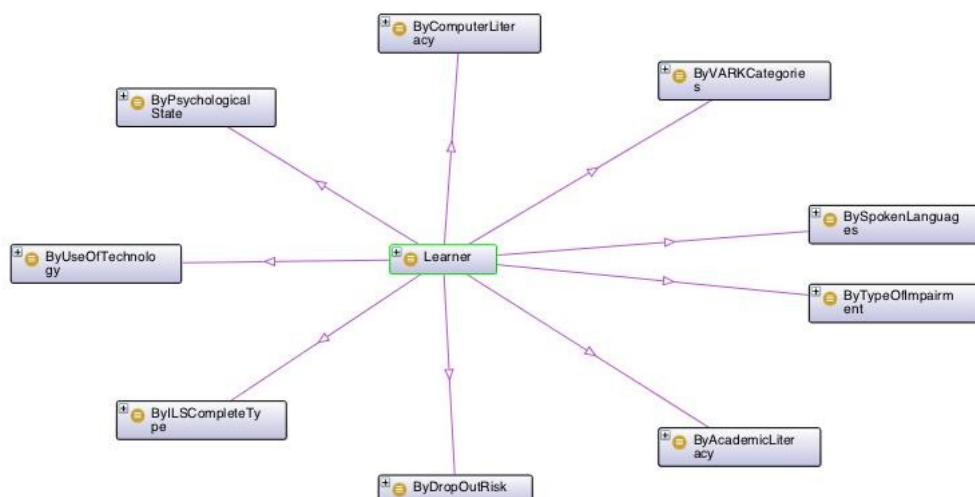 ByComputerLiter
acy
ByVARKCategorie
s
ByPsychological
State
BySpokenLanguag
es
Learner
ByUseOfTechnolo
gy
ByTypeOfImpairm
ent
ByILSCompleteTy
pe
ByAcademicLiter
acy
ByDropOutRisk